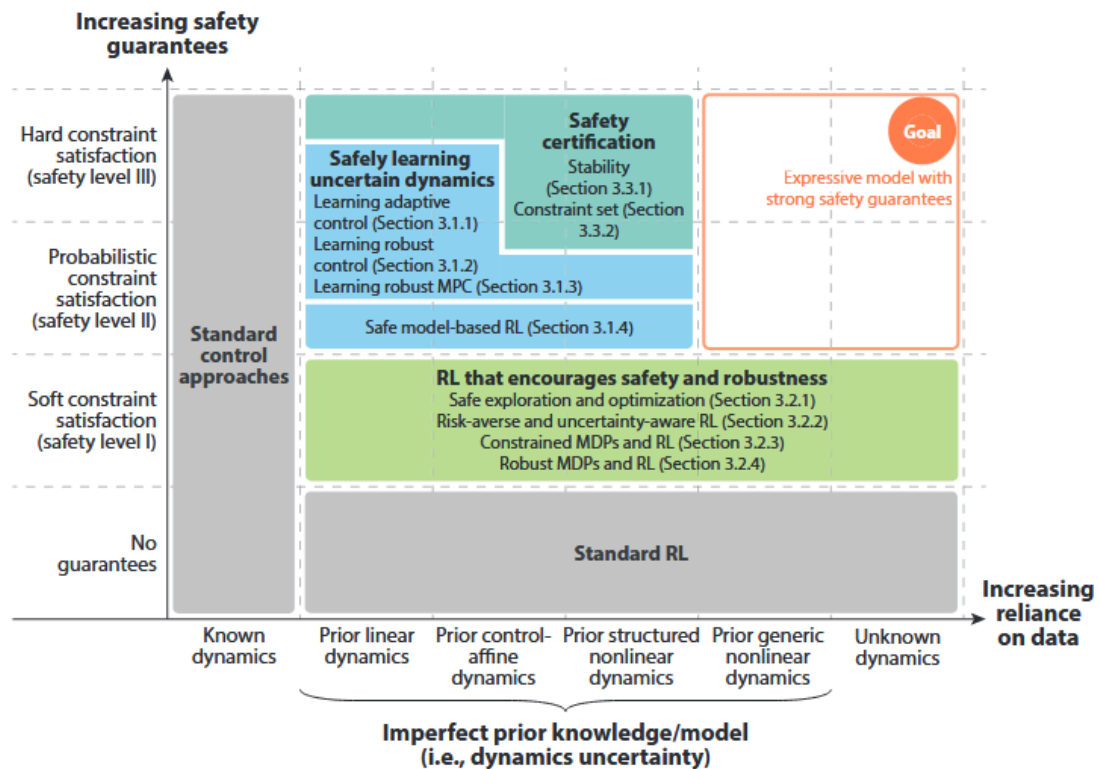 Increasing safety
guarantees
Hard constraint
satisfaction
(safety level III)
Probabilistic
constraint
satisfaction
(safety level II)
Soft constraint
satisfaction
(safety level I)
No
guarantees
Standard
control
approaches
Safely learning
uncertain dynamics
Learning adaptive
control (Section 3.1.1)
Learning robust
control (Section 3.1.2)
Learning robust MPC (Section 3.1.3)
Safety
certification
Stability
(Section 3.3.1)
Constraint set (Section
3.3.2)
Goal
Expressive model with
strong safety guarantees
Safe model-based RL (Section 3.1.4)
RL that encourages safety and robustness
Safe exploration and optimization (Section 3.2.1)
Risk-averse and uncertainty-aware RL (Section 3.2.2)
Constrained MDPs and RL (Section 3.2.3)
Robust MDPs and RL (Section 3.2.4)
Standard RL
Increasing
reliance
on data
Known
dynamics
Prior linear
dynamics
Prior control-
affine
dynamics
Prior structured
nonlinear
dynamics
Prior generic
nonlinear
dynamics
Unknown
dynamics
Imperfect prior knowledge/model
(i.e., dynamics uncertainty)